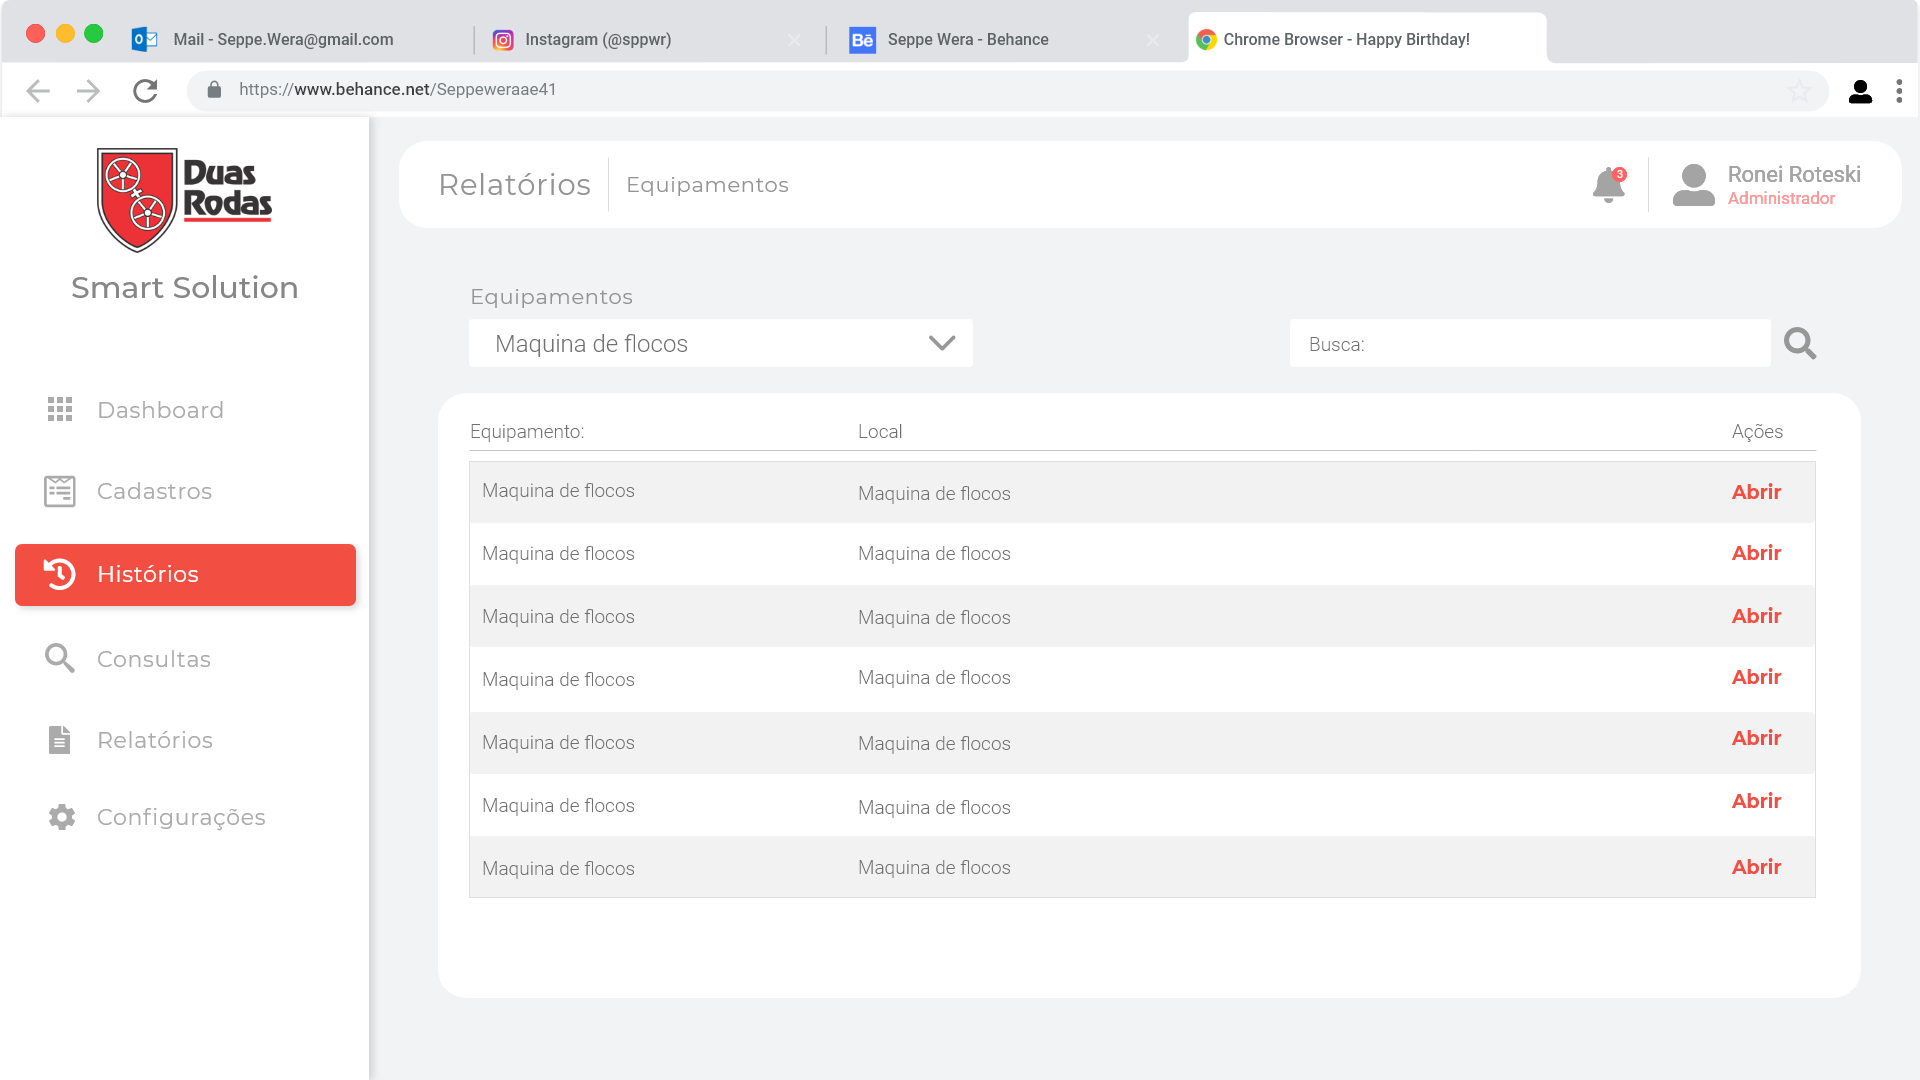 Mail - Seppe.Wera@gmail.com
Instagram (@sppwr)
Bē
Seppe Wera - Behance
Chrome Browser - Happy Birthday!
https://www.behance.net/Seppeweraae41
Duas
Rodas
Smart Solution
Dashboard
Cadastros
Histórios
Consultas
Relatórios
Configurações
Relatórios
Equipamentos
3
Ronei Roteski
Administrador
Equipamentos
Maquina de flocos
Busca:
Equipamento: Local Ações
Maquina de flocos Maquina de flocos Abrir
Maquina de flocos Maquina de flocos Abrir
Maquina de flocos Maquina de flocos Abrir
Maquina de flocos Maquina de flocos Abrir
Maquina de flocos Maquina de flocos Abrir
Maquina de flocos Maquina de flocos Abrir
Maquina de flocos Maquina de flocos Abrir